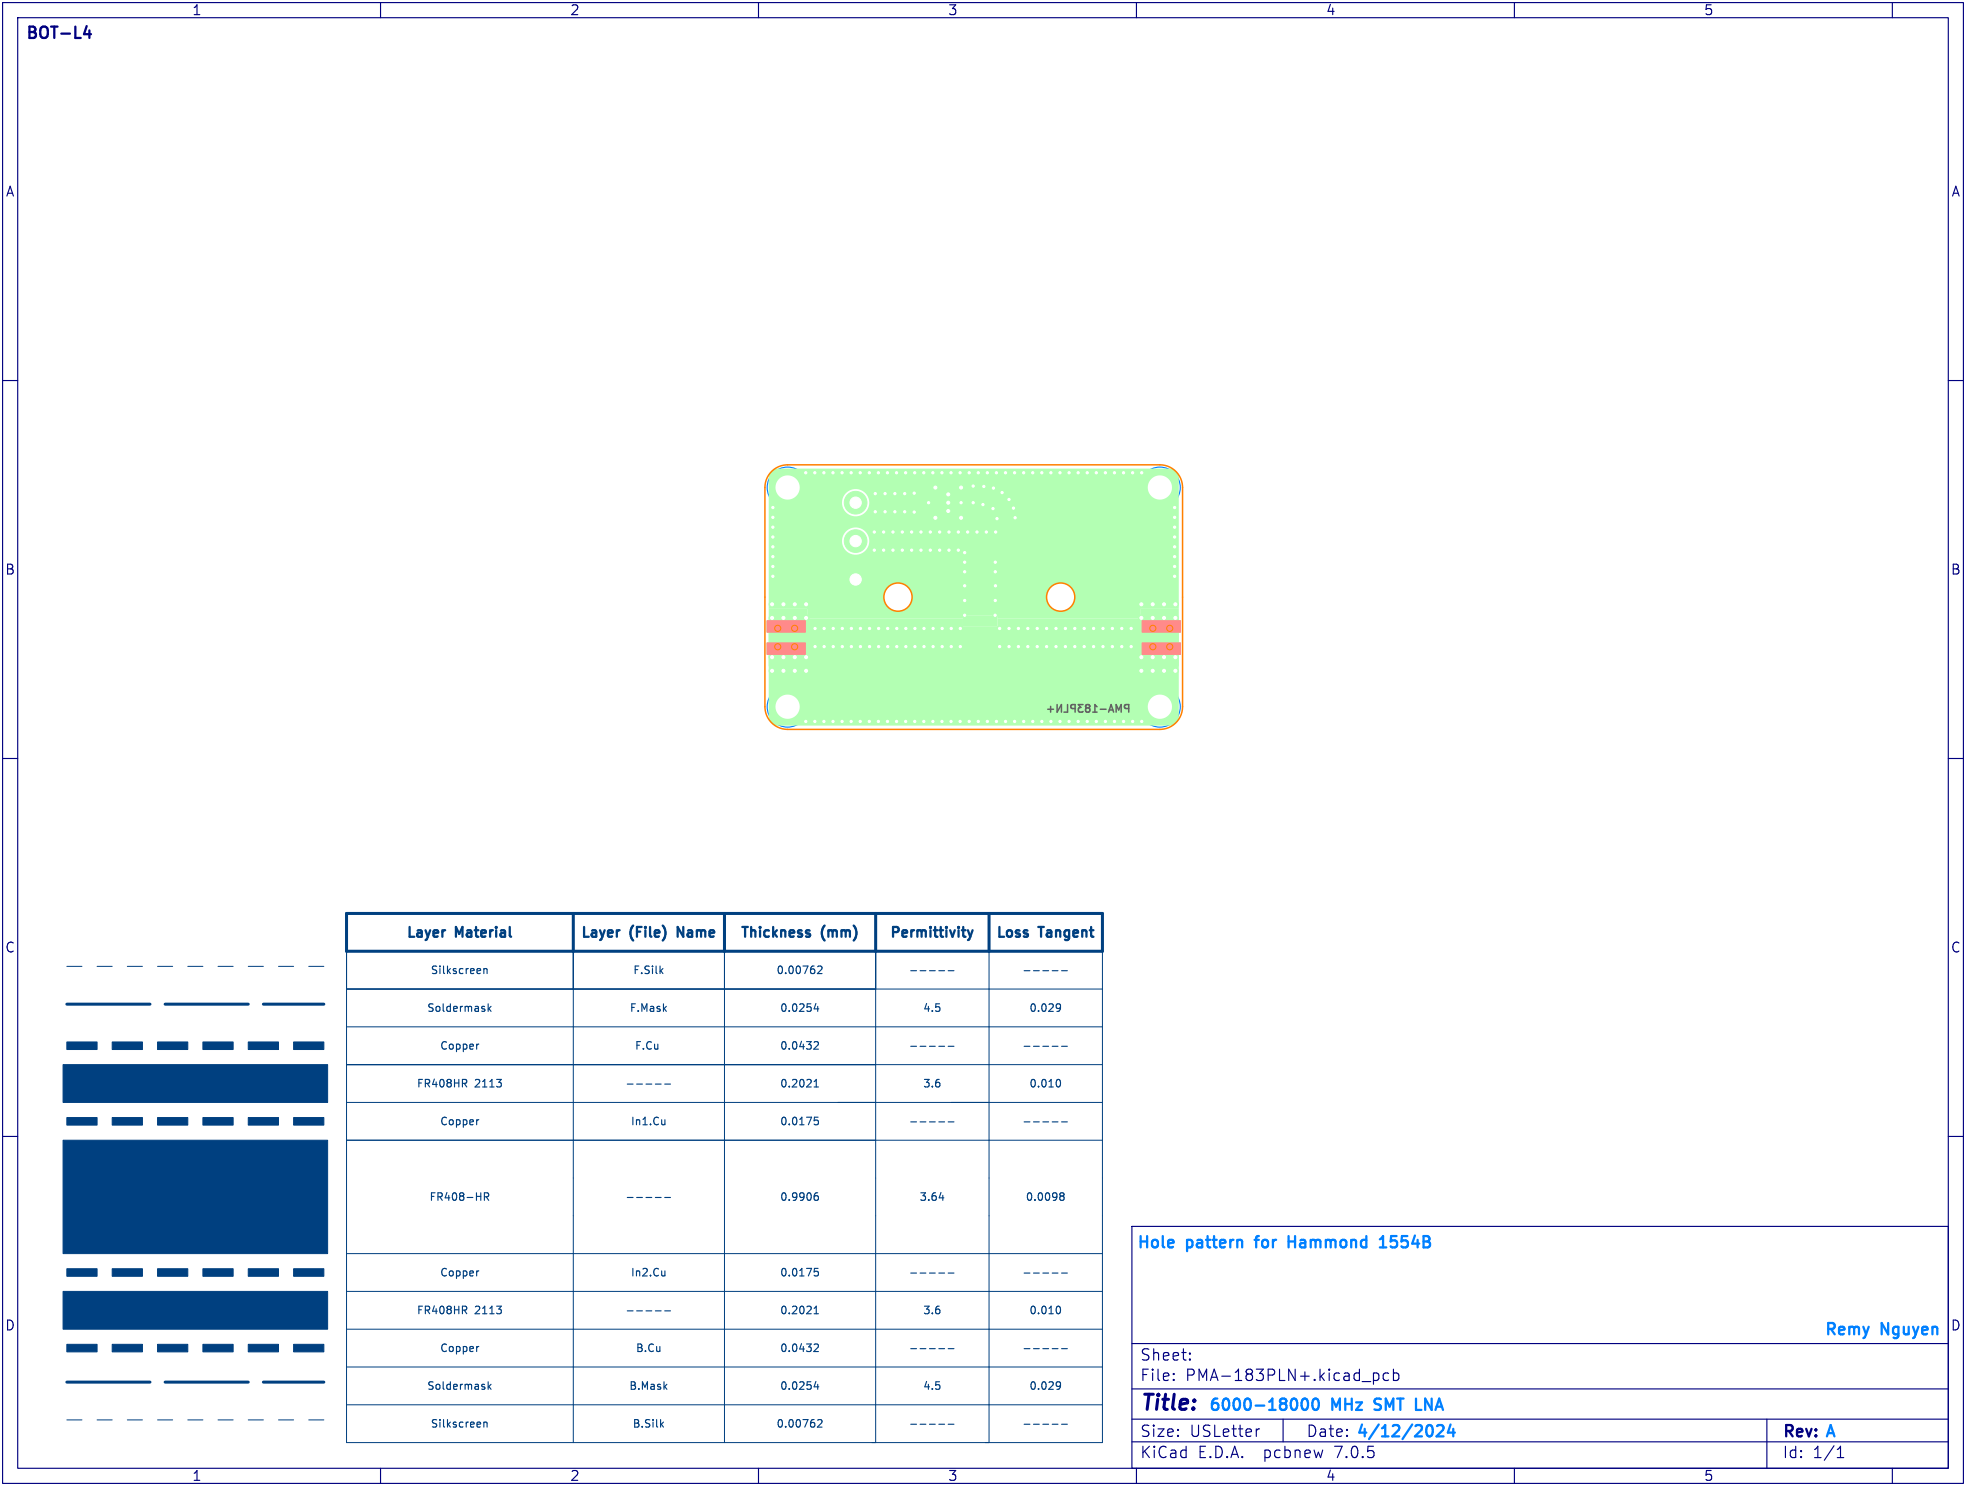 1 2 3 4 5
BOT-L4
A A
B B
PMA-183PLN+
C C
Layer Material Layer (File) Name Thickness (mm) Permittivity Loss Tangent
Silkscreen F.Silk 0.00762 ----- -----
Soldermask F.Mask 0.0254 4.5 0.029
Copper F.Cu 0.0432 ----- -----
FR408HR 2113 ----- 0.2021 3.6 0.010
Copper In1.Cu 0.0175 ----- -----
FR408-HR ----- 0.9906 3.64 0.0098
Copper In2.Cu 0.0175 ----- -----
FR408HR 2113 ----- 0.2021 3.6 0.010
Copper B.Cu 0.0432 ----- -----
Soldermask B.Mask 0.0254 4.5 0.029
Silkscreen B.Silk 0.00762 ----- -----
D D
Hole pattern for Hammond 1554B
Remy Nguyen
Sheet:
File: PMA-183PLN+.kicad_pcb
Title: 6000-18000 MHz SMT LNA
Size: USLetter Date: 4/12/2024 Rev: A
KiCad E.D.A. pcbnew 7.0.5 Id: 1/1
1 2 3 4 5